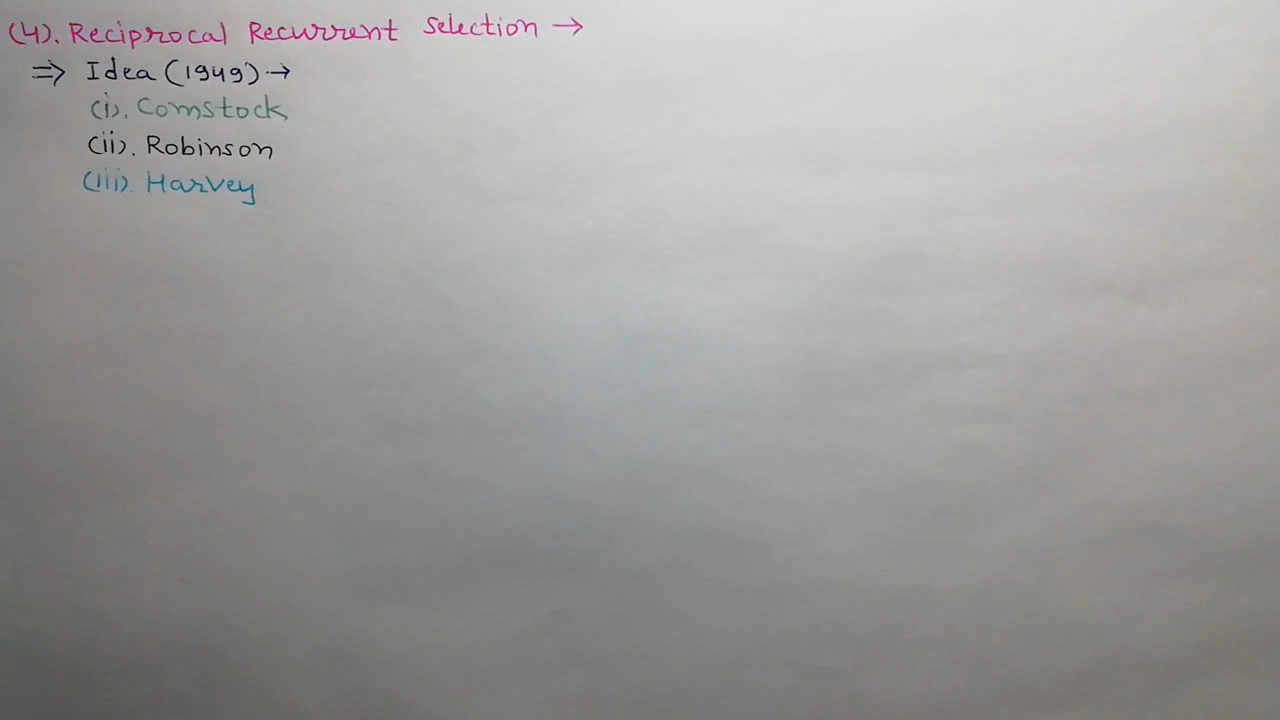 (4). Reciprocal Recurrent Selection →
⇒ Idea (1949) →
(i). Comstock
(ii). Robinson
(iii). Harvey